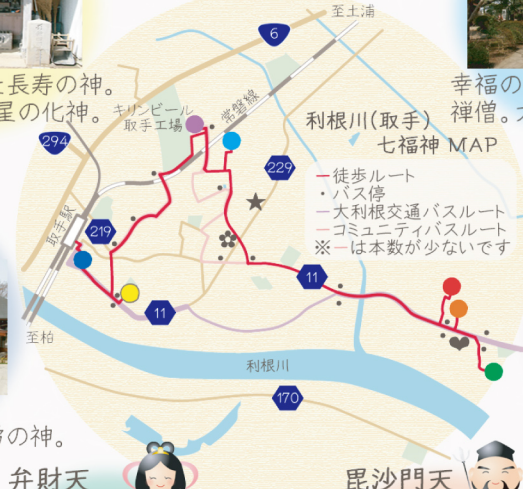 至土浦
6
と長寿の神。
星の化神。
キリンビール
取手工場
常磐線
幸福の
禅僧。
利根川(取手)
七福神 MAP
294
229
ー徒歩ルート
・バス停
ー大利根交通バスルート
ーコミュニティバスルート
※ーは本数が少ないです
取手駅
219
11
11
至柏
利根川
170
の神。
弁財天
毘沙門天